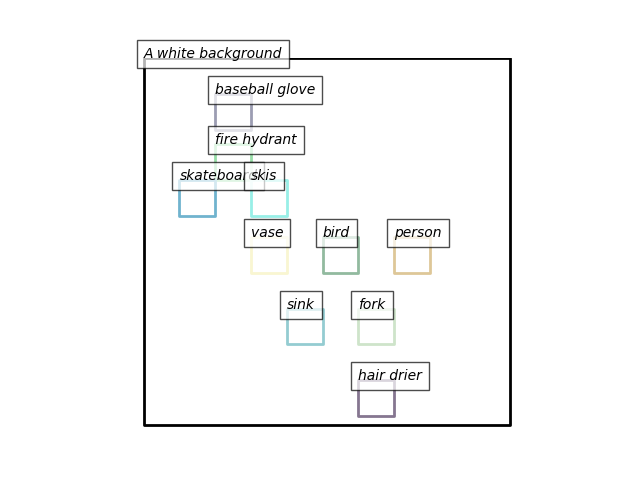 A white background
baseball glove
fire hydrant
skateboard
skis
vase
bird
person
sink
fork
hair drier